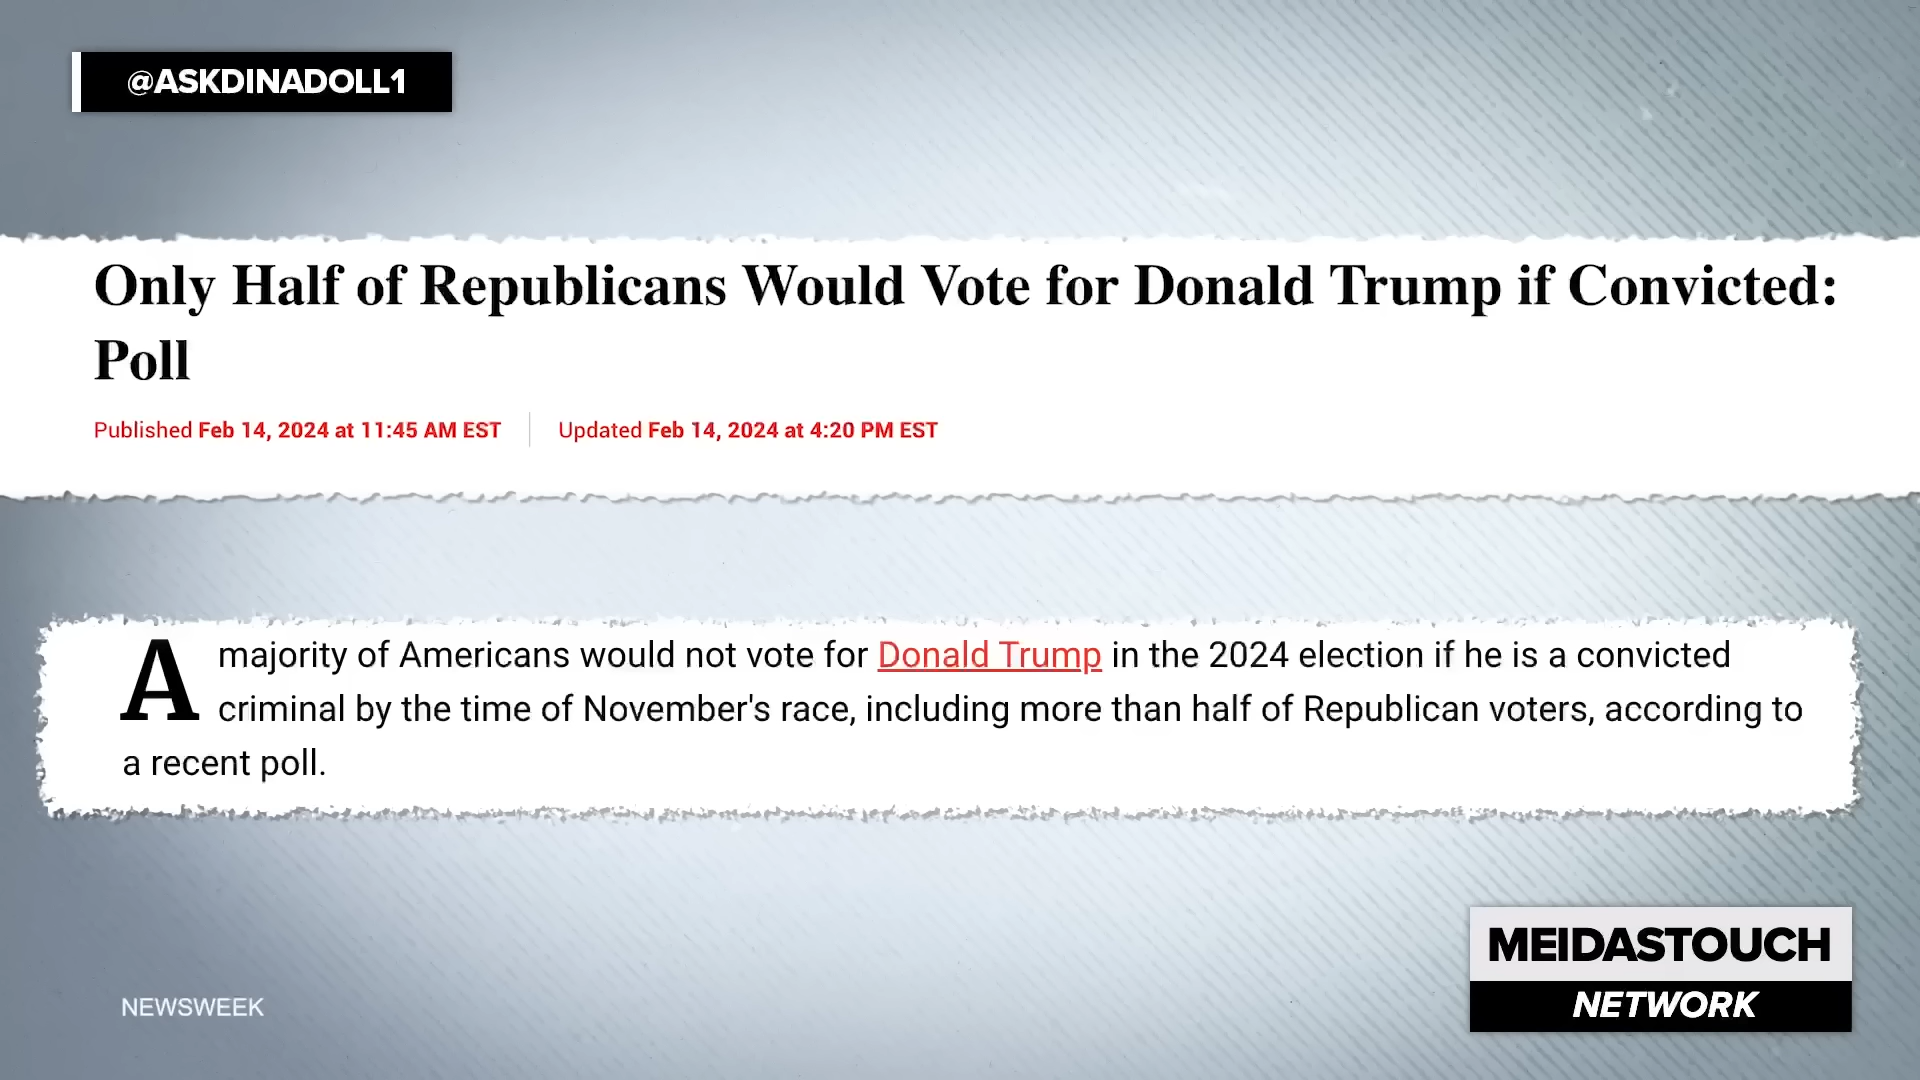 @ASKDINADOLL1
Only Half of Republicans Would Vote for Donald Trump if Convicted:
Poll
Published Feb 14, 2024 at 11:45 AM EST
Updated Feb 14, 2024 at 4:20 PM EST
A majority of Americans would not vote for Donald Trump in the 2024 election if he is a convicted
criminal by the time of November's race, including more than half of Republican voters, according to
a recent poll.
NEWSWEEK
MEIDASTOUCH
NETWORK